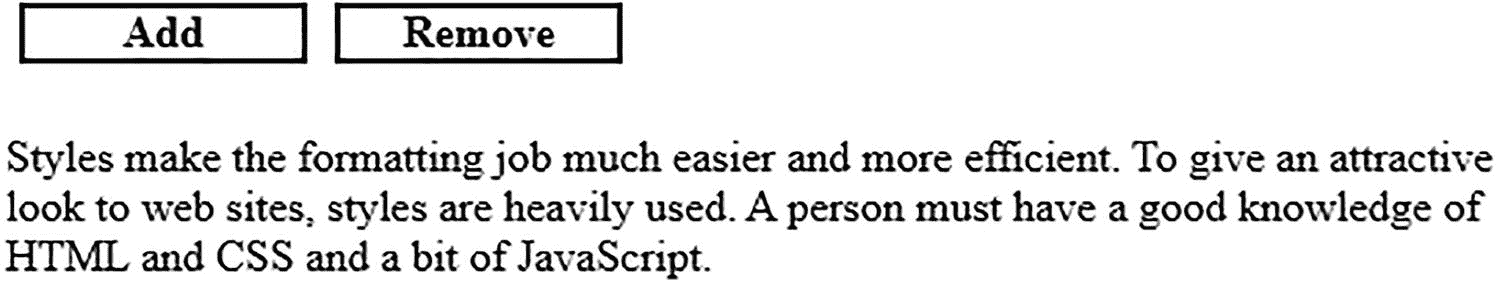 Add Remove
Styles make the formatting job much easier and more efficient. To give an attractive
look to web sites, styles are heavily used. A person must have a good knowledge of
HTML and CSS and a bit of JavaScript.